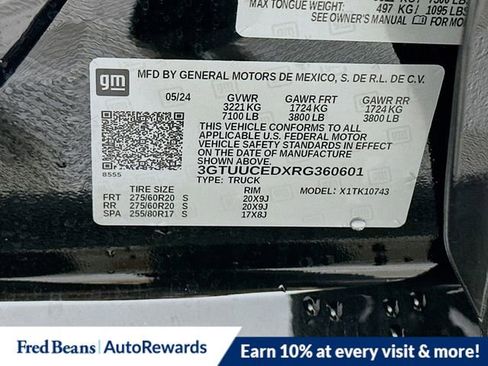 MAX TONGUE WEIGHT: 497 KG / 1095 LBS
SEE OWNER'S MANUAL FOR
gm
MFD BY GENERAL MOTORS DE MEXICO, S. DE R.L. DE C.V.
05/24 GVWR GAWR FRT GAWR RR
3221 KG 1724 KG 1724 KG
7100 LB 3800 LB 3800 LB
THIS VEHICLE CONFORMS TO ALL
APPLICABLE U.S. FEDERAL MOTOR
VEHICLE SAFETY STANDARDS IN
EFFECT ON THE DATE OF
MANUFACTURE SHOWN ABOVE.
8555
3GTUUCEDXRG360601
TYPE: TRUCK MODEL: X1TK10743
TIRE SIZE RIM
FRT 275/60R20 S 20X9J
RR 275/60R20 S 20X9J
SPA 255/80R17 S 17X8J
Fred Beans | AutoRewards
Earn 10% at every visit & more!